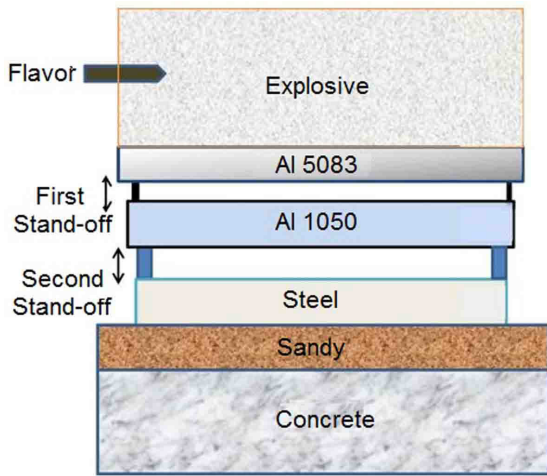 Flavor
Explosive
Al 5083
First
Stand-off
Al 1050
Second
Stand-off
Steel
Sandy
Concrete